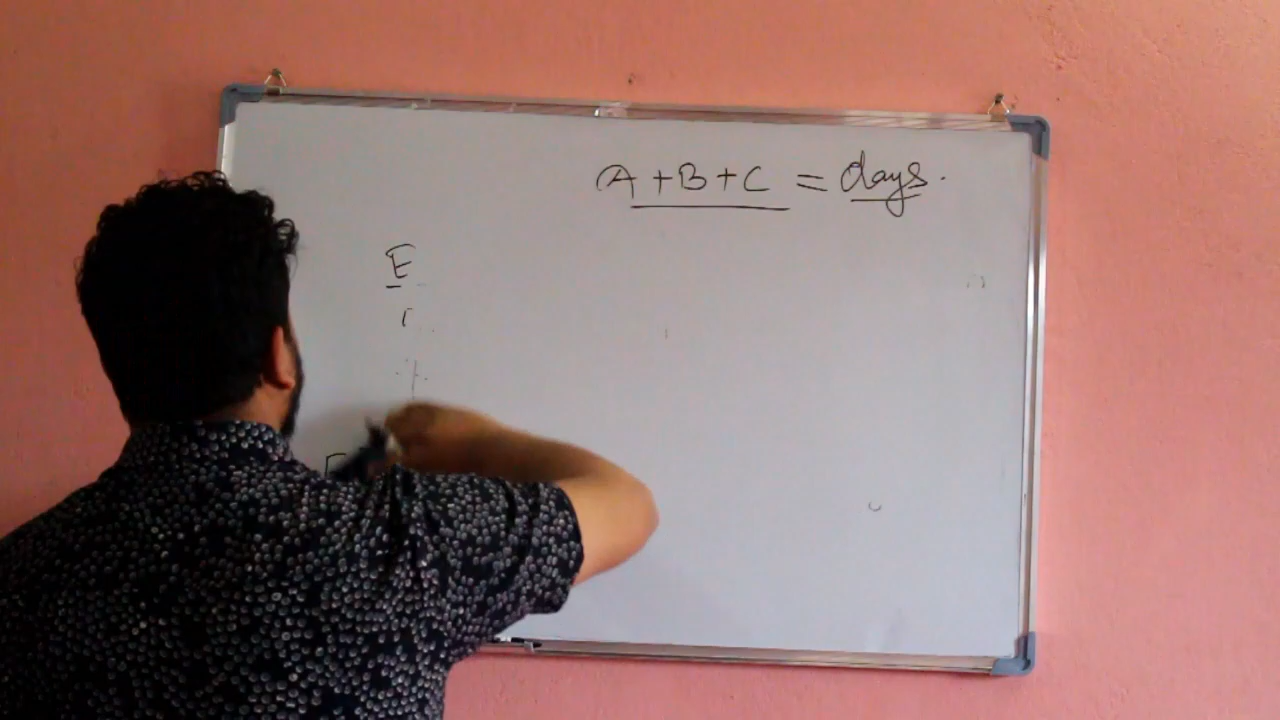 A + B + C = days.
E